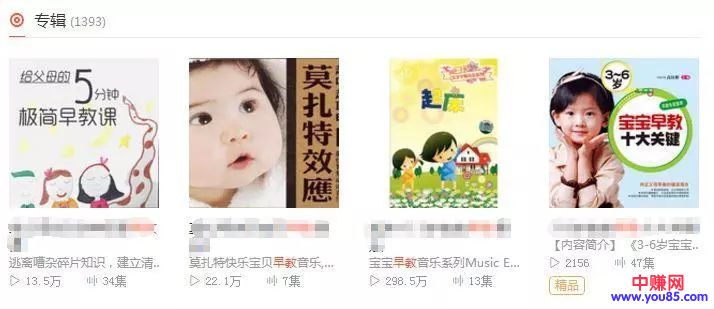 专辑 (1393)
给父母的5分钟
极简早教课
莫扎特效應
起床
3~6岁
宝宝早教
十大关键
逃离嘈杂碎片知识，建立清...
莫扎特快乐宝贝早教音乐,...
宝宝早教音乐系列Music E...
【内容简介】 《3-6岁宝宝...
13.5万 34集
22.1万 7集
298.5万 13集
2156 47集
精品
中赚网
www.you85.com